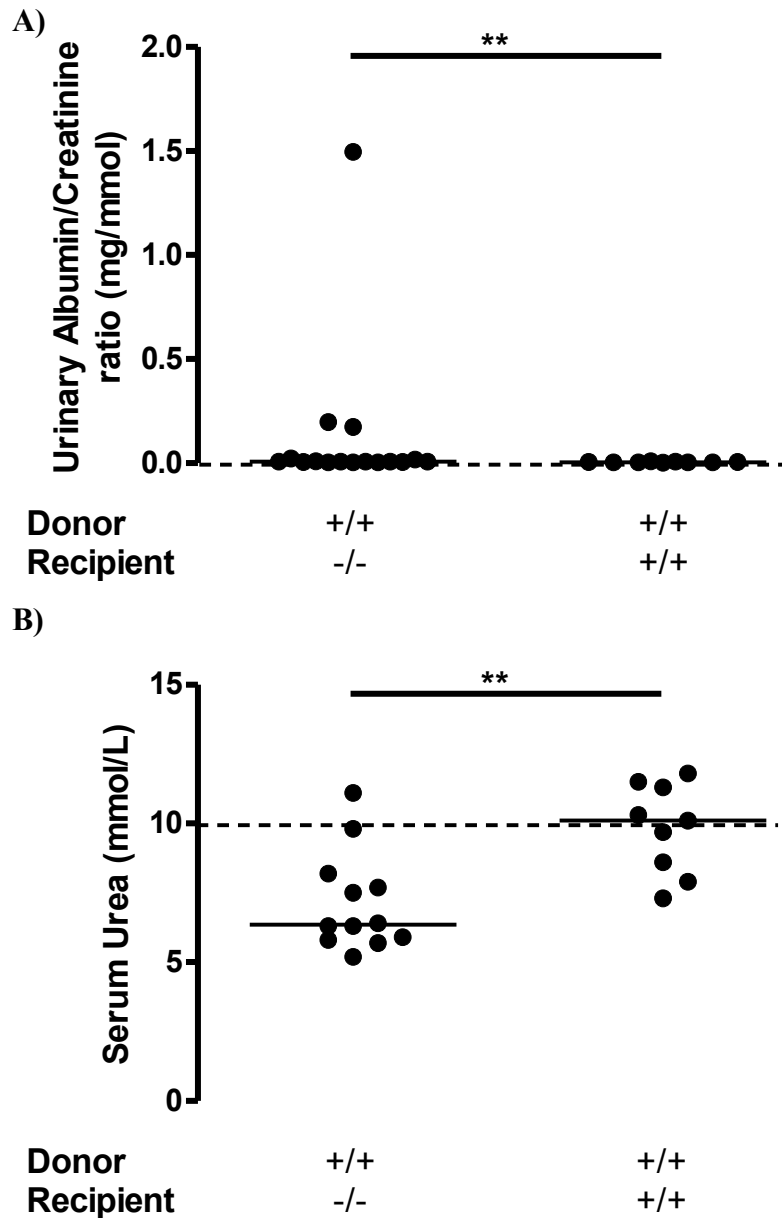 A)
**
2.0
1.5
1.0
0.5
0.0
Urinary Albumin/Creatinine
ratio (mg/mmol)
Donor +/+ +/+
Recipient -/- +/+
B)
**
15
10
5
0
Serum Urea (mmol/L)
Donor +/+ +/+
Recipient -/- +/+